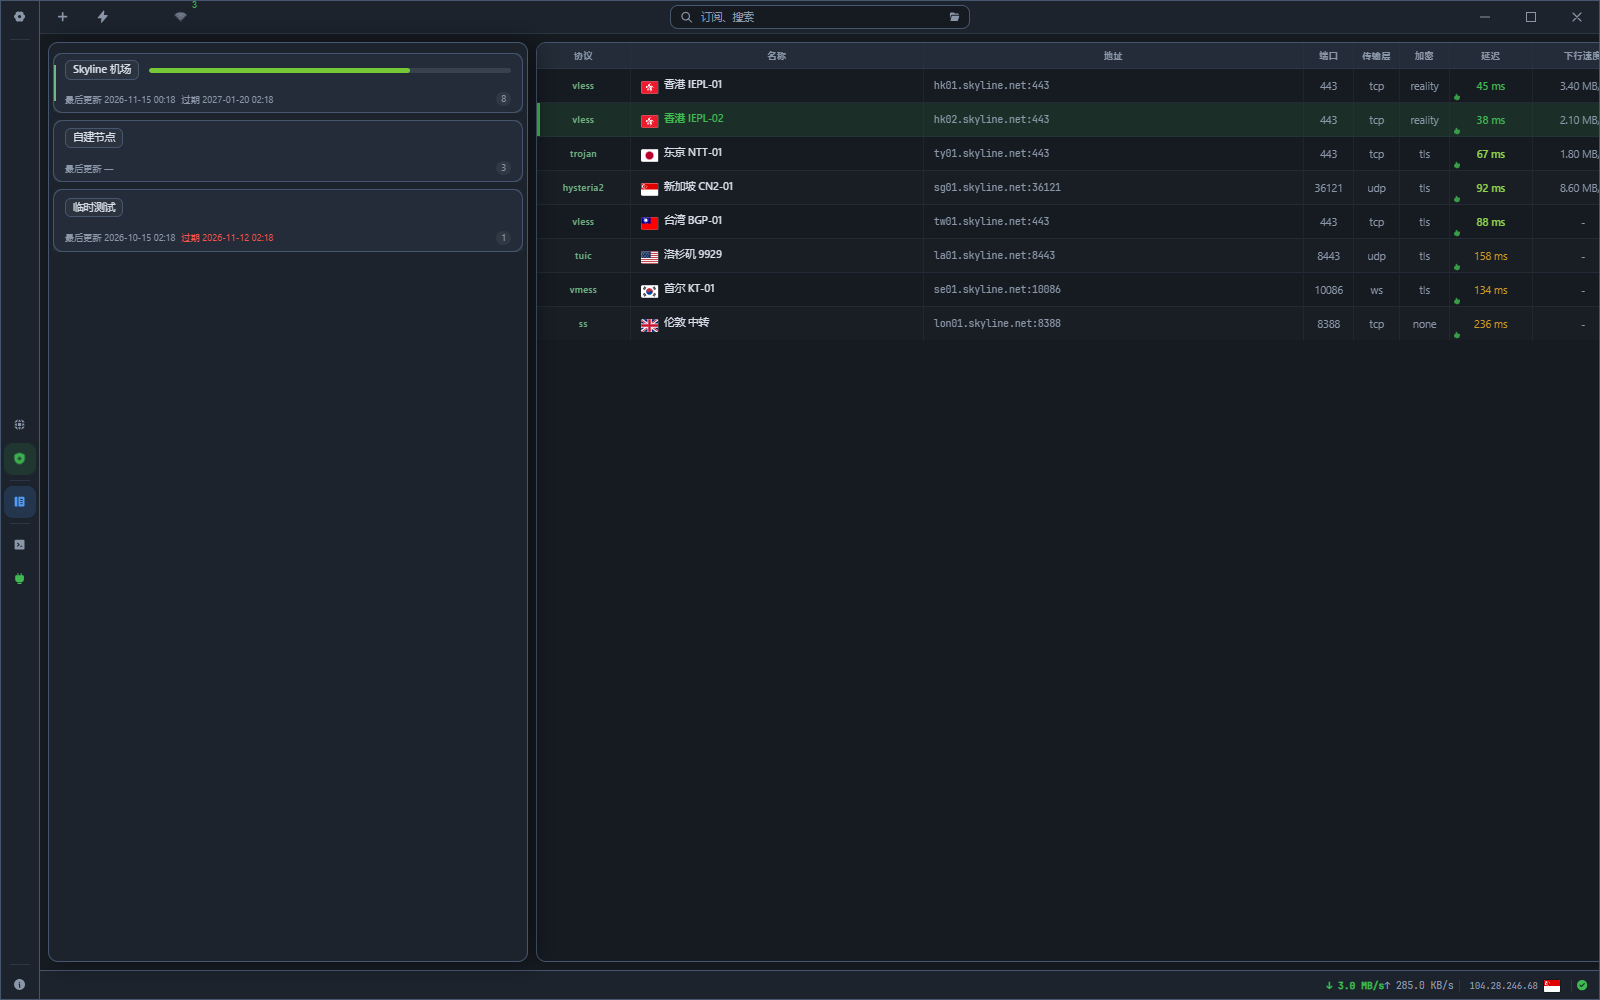 3
订阅、搜索
Skyline 机场
最后更新 2026-11-15 00:18 过期 2027-01-20 02:18
8
自建节点
最后更新 —
3
临时测试
最后更新 2026-10-15 02:18 过期 2026-11-12 02:18
1
协议 名称 地址 端口 传输层 加密 延迟 下行速度
vless 香港 IEPL-01 hk01.skyline.net:443 443 tcp reality 45 ms 3.40 MB/
vless 香港 IEPL-02 hk02.skyline.net:443 443 tcp reality 38 ms 2.10 MB/
trojan 东京 NTT-01 ty01.skyline.net:443 443 tcp tls 67 ms 1.80 MB/
hysteria2 新加坡 CN2-01 sg01.skyline.net:36121 36121 udp tls 92 ms 8.60 MB/
vless 台湾 BGP-01 tw01.skyline.net:443 443 tcp tls 88 ms -
tuic 洛杉矶 9929 la01.skyline.net:8443 8443 udp tls 158 ms -
vmess 首尔 KT-01 se01.skyline.net:10086 10086 ws tls 134 ms -
ss 伦敦 中转 lon01.skyline.net:8388 8388 tcp none 236 ms -
↓ 3.0 MB/s↑ 285.0 KB/s 104.28.246.68